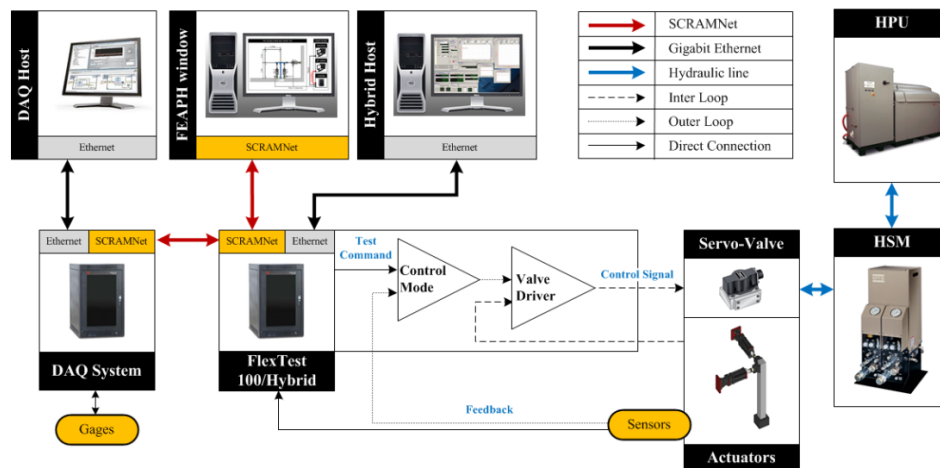 DAQ Host
Ethernet
FEAPH window
SCRAMNet
Hybrid Host
Ethernet
SCRAMNet
Gigabit Ethernet
Hydraulic line
Inter Loop
Outer Loop
Direct Connection
HPU
Ethernet
SCRAMNet
DAQ System
Gages
SCRAMNet
Ethernet
FlexTest
100/Hybrid
Test
Command
Control
Mode
Valve
Driver
Control Signal
Feedback
Servo-Valve
Sensors
Actuators
HSM